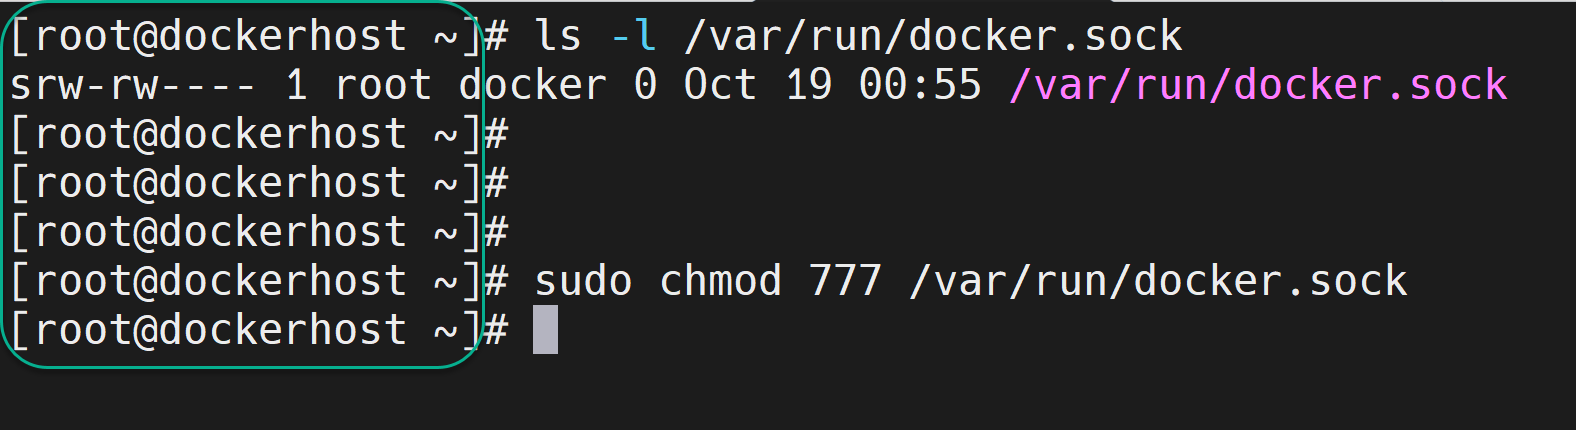 [root@dockerhost ~]# ls -l /var/run/docker.sock
srw-rw---- 1 root docker 0 Oct 19 00:55 /var/run/docker.sock
[root@dockerhost ~]#
[root@dockerhost ~]#
[root@dockerhost ~]#
[root@dockerhost ~]# sudo chmod 777 /var/run/docker.sock
[root@dockerhost ~]#